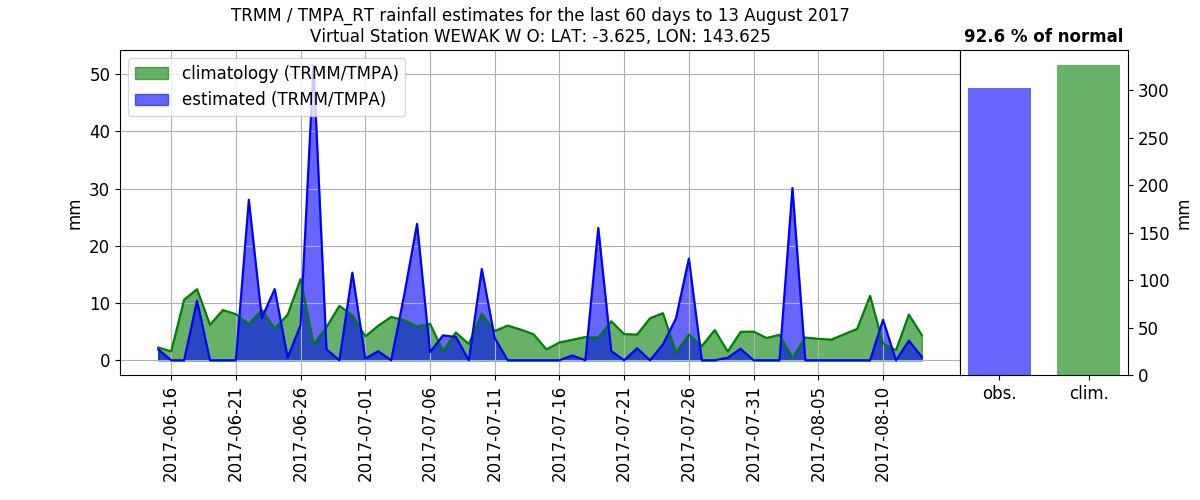 TRMM / TMPA_RT rainfall estimates for the last 60 days to 13 August 2017
Virtual Station WEWAK W O: LAT: -3.625, LON: 143.625
92.6 % of normal
climatology (TRMM/TMPA)
estimated (TRMM/TMPA)
mm
50
40
30
20
10
0
2017-06-16
2017-06-21
2017-06-26
2017-07-01
2017-07-06
2017-07-11
2017-07-16
2017-07-21
2017-07-26
2017-07-31
2017-08-05
2017-08-10
300
250
200
150
100
50
0
mm
obs.
clim.